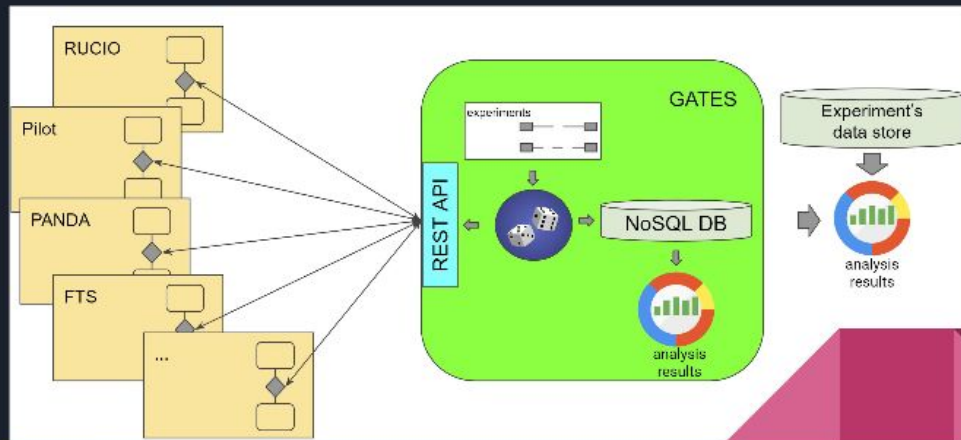 RUCIO
Pilot
PANDA
FTS
...
REST API
GATES
experiments
NoSQL DB
analysis
results
Experiment's
data store
analysis
results